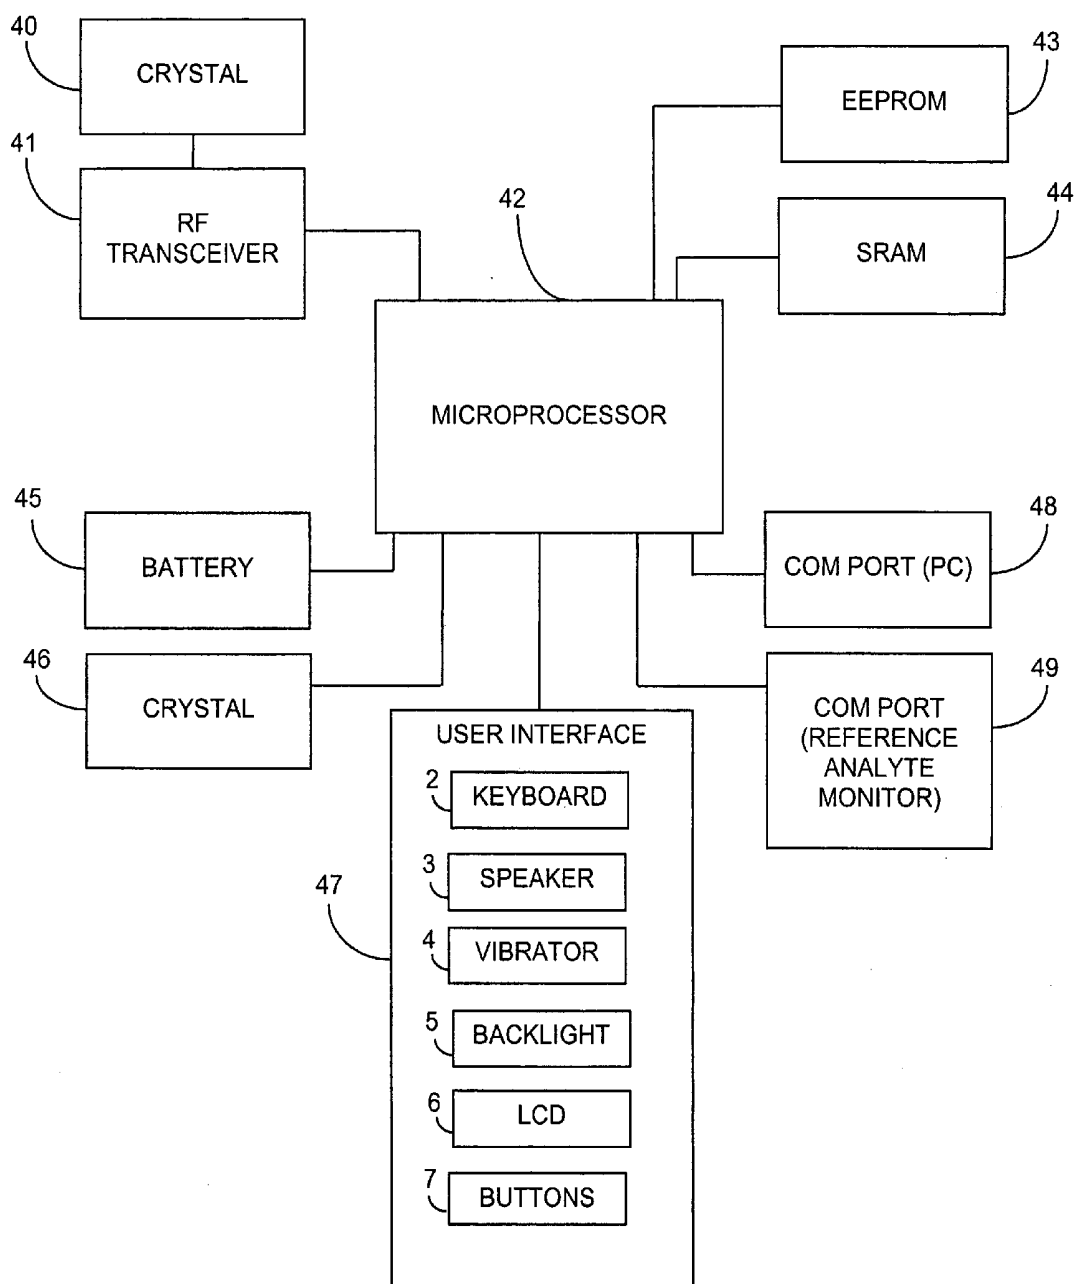 40
CRYSTAL
41
RF
TRANSCEIVER
42
43
EEPROM
44
SRAM
MICROPROCESSOR
45
BATTERY
46
CRYSTAL
48
COM PORT (PC)
49
COM PORT
(REFERENCE
ANALYTE
MONITOR)
47
USER INTERFACE
2
KEYBOARD
3
SPEAKER
4
VIBRATOR
5
BACKLIGHT
6
LCD
7
BUTTONS